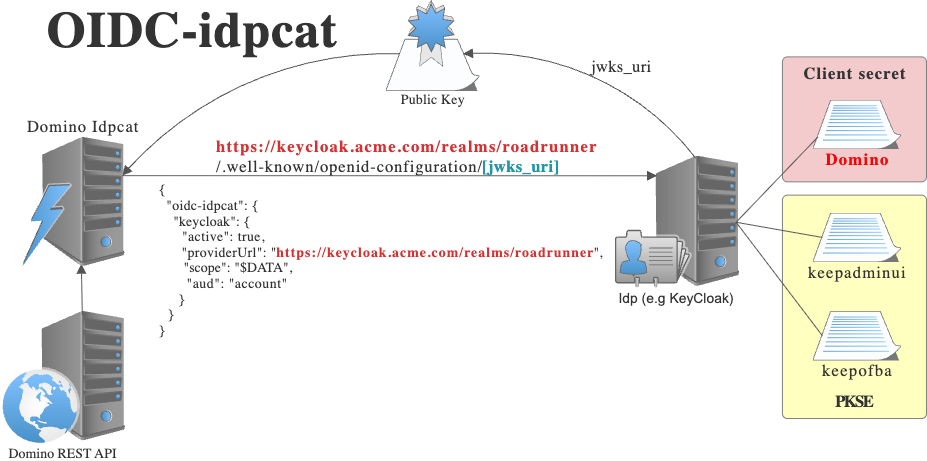 OIDC-idpcat
jwks_uri
Public Key
Client secret
Domino
Domino Idpcat
https://keycloak.acme.com/realms/roadrunner
/.well-known/openid-configuration/[jwks_uri]
{
"oidc-idpcat": {
"keycloak": {
"active": true,
"providerUrl": "https://keycloak.acme.com/realms/roadrunner",
"scope": "$DATA",
"aud": "account"
}
}
}
Idp (e.g KeyCloak)
keepadminui
keepofba
PKSE
Domino REST API